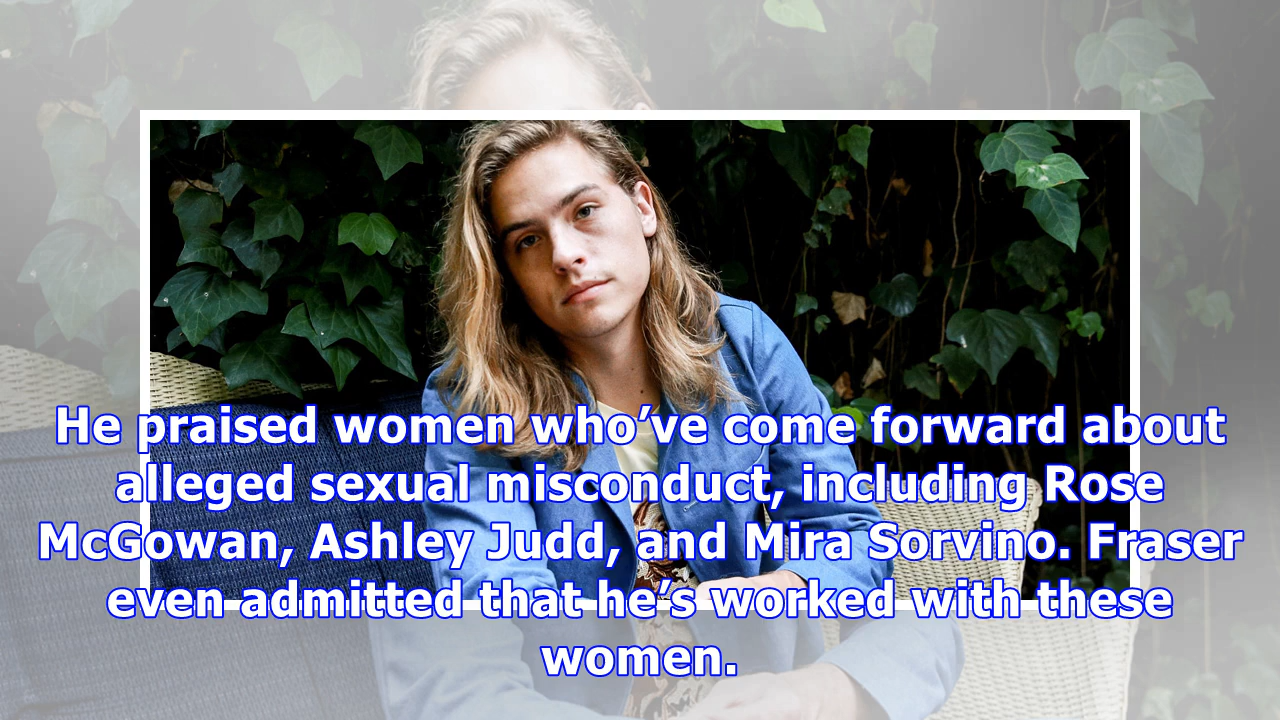 He praised women who’ve come forward about
alleged sexual misconduct, including Rose
McGowan, Ashley Judd, and Mira Sorvino. Fraser
even admitted that he’s worked with these
women.